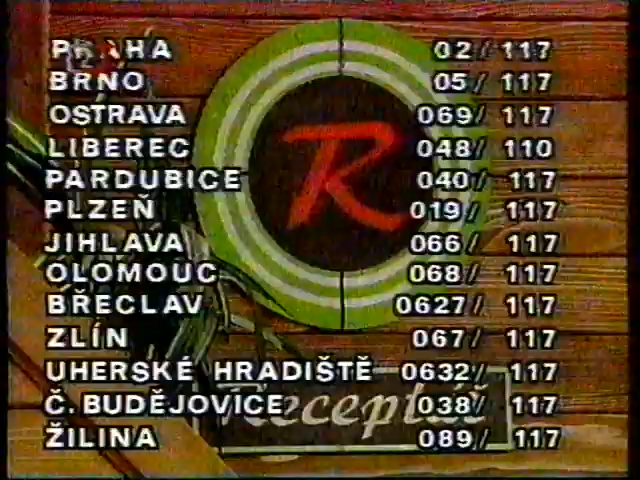 PRAHA 02/ 117
BRNO 05/ 117
OSTRAVA 069/ 117
LIBEREC 048/ 110
PARDUBICE 040/ 117
PLZEŇ 019/ 117
JIHLAVA 066/ 117
OLOMOUC 068/ 117
BŘECLAV 0627/ 117
ZLÍN 067/ 117
UHERSKÉ HRADIŠTĚ 0632/ 117
Č. BUDĚJOVICE 038/ 117
ŽILINA 089/ 117
R
Receptář